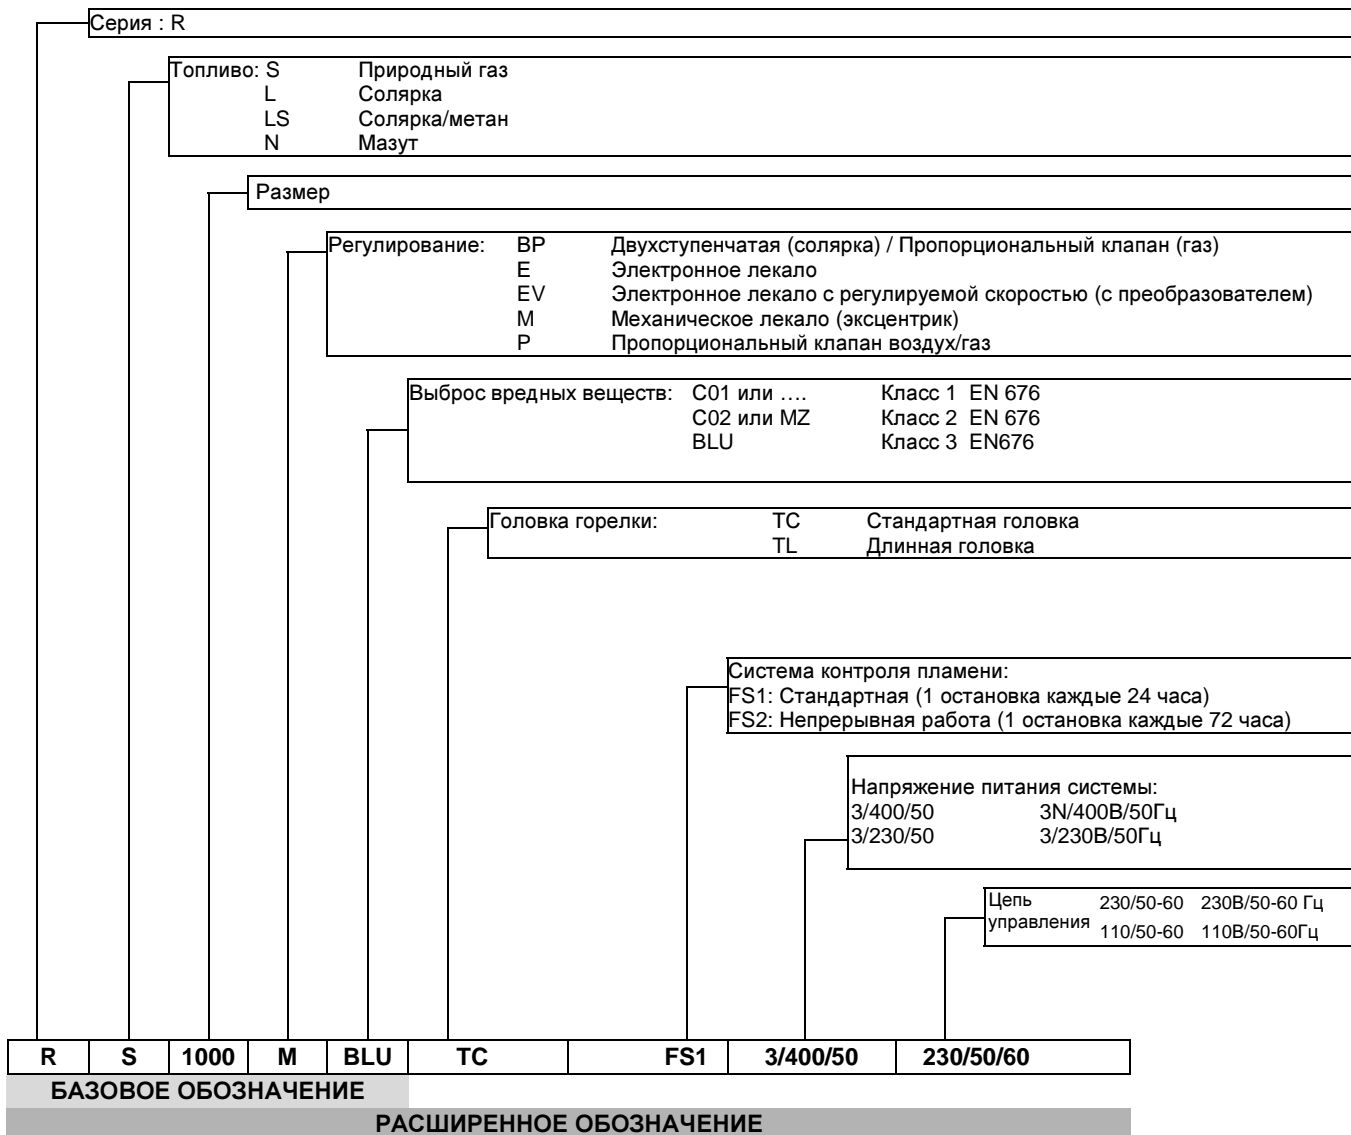 Серия : R
Топливо: S Природный газ
L Солярка
LS Солярка/метан
N Мазут
Размер
Регулирование: BP Двухступенчатая (солярка) / Пропорциональный клапан (газ)
E Электронное лекало
EV Электронное лекало с регулируемой скоростью (с преобразователем)
M Механическое лекало (эксцентрик)
P Пропорциональный клапан воздух/газ
Выброс вредных веществ: C01 или …. Класс 1 EN 676
C02 или MZ Класс 2 EN 676
BLU Класс 3 EN676
Головка горелки: TC Стандартная головка
TL Длинная головка
Система контроля пламени:
FS1: Стандартная (1 остановка каждые 24 часа)
FS2: Непрерывная работа (1 остановка каждые 72 часа)
Напряжение питания системы:
3/400/50 3N/400В/50Гц
3/230/50 3/230В/50Гц
Цепь управления 230/50-60 230В/50-60 Гц
110/50-60 110В/50-60Гц
R S 1000 M BLU TC FS1 3/400/50 230/50/60
БАЗОВОЕ ОБОЗНАЧЕНИЕ
РАСШИРЕННОЕ ОБОЗНАЧЕНИЕ